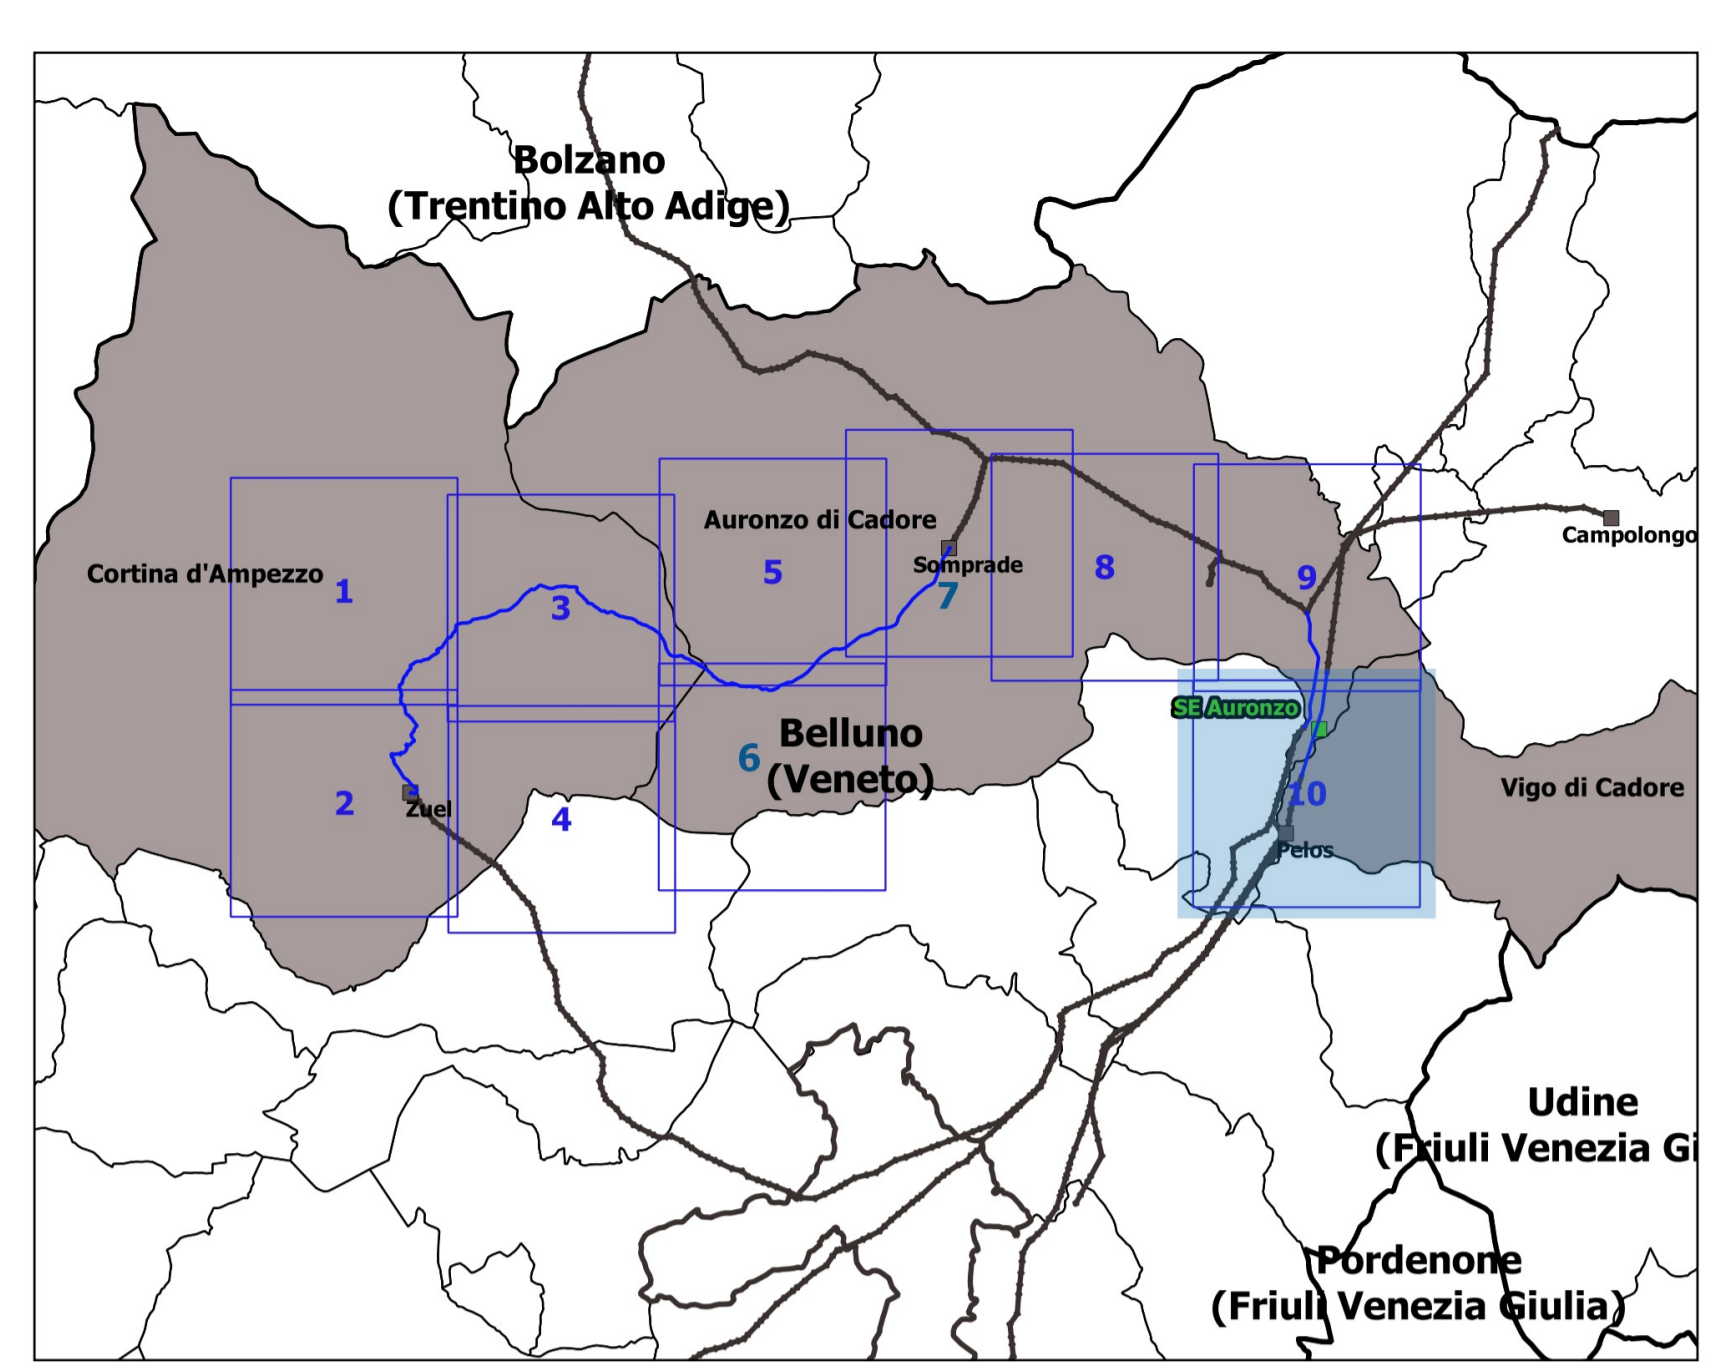 Bolzano
(Trentino Alto Adige)
Auronzo di Cadore
Campolongo
Somprade
Cortina d'Ampezzo
1
3
5
7
8
9
SE Auronzo
Belluno
(Veneto)
6
Vigo di Cadore
2
Zuel
4
10
Pelos
Udine
(Friuli Venezia Gi
Pordenone
(Friuli Venezia Giulia)